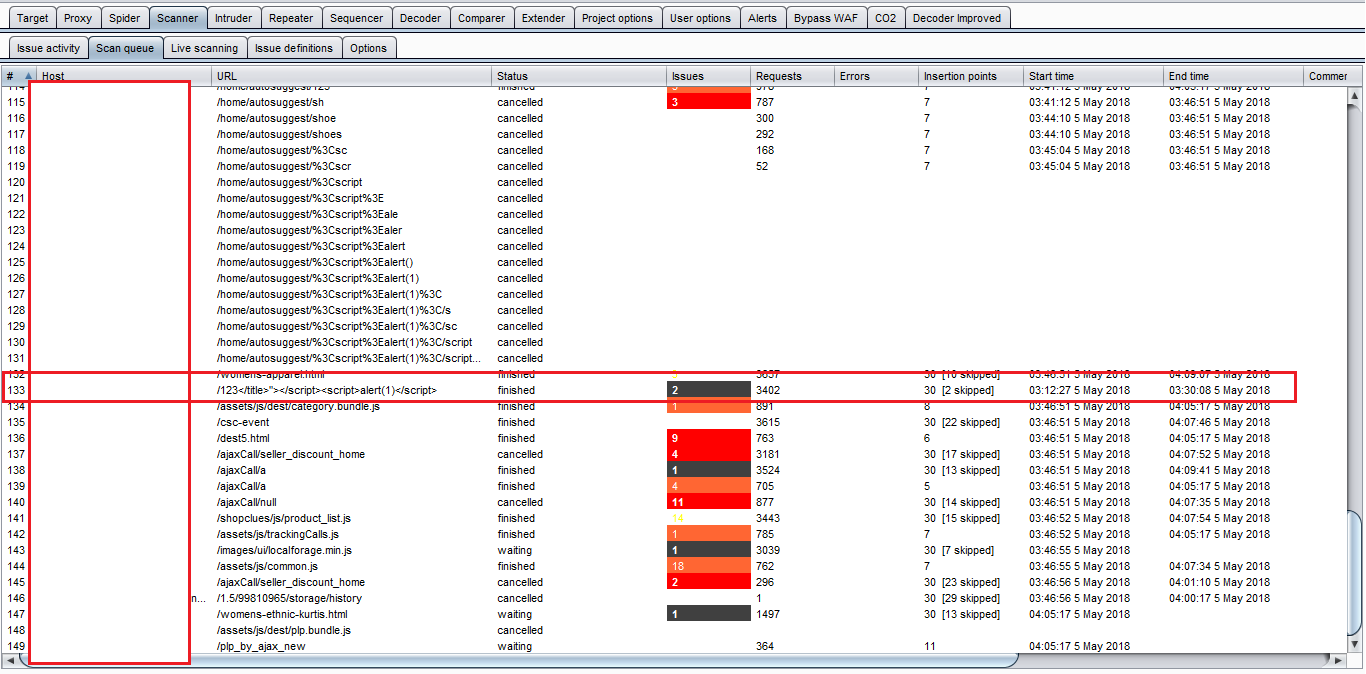 Target Proxy Spider Scanner Intruder Repeater Sequencer Decoder Comparer Extender Project options User options Alerts Bypass WAF CO2 Decoder Improved
Issue activity Scan queue Live scanning Issue definitions Options
# Host URL Status Issues Requests Errors Insertion points Start time End time Commer
115 /home/autosuggest/sh cancelled 3 787 7 03:41:12 5 May 2018 03:46:51 5 May 2018
116 /home/autosuggest/shoe cancelled 300 7 03:44:10 5 May 2018 03:46:51 5 May 2018
117 /home/autosuggest/shoes cancelled 292 7 03:44:10 5 May 2018 03:46:51 5 May 2018
118 /home/autosuggest/%3Csc cancelled 168 7 03:45:04 5 May 2018 03:46:51 5 May 2018
119 /home/autosuggest/%3Cscr cancelled 52 7 03:45:04 5 May 2018 03:46:51 5 May 2018
120 /home/autosuggest/%3Cscript cancelled
121 /home/autosuggest/%3Cscript%3E cancelled
122 /home/autosuggest/%3Cscript%3Eale cancelled
123 /home/autosuggest/%3Cscript%3Ealer cancelled
124 /home/autosuggest/%3Cscript%3Ealert cancelled
125 /home/autosuggest/%3Cscript%3Ealert() cancelled
126 /home/autosuggest/%3Cscript%3Ealert(1) cancelled
127 /home/autosuggest/%3Cscript%3Ealert(1)%3C cancelled
128 /home/autosuggest/%3Cscript%3Ealert(1)%3C/s cancelled
129 /home/autosuggest/%3Cscript%3Ealert(1)%3C/sc cancelled
130 /home/autosuggest/%3Cscript%3Ealert(1)%3C/script cancelled
131 /home/autosuggest/%3Cscript%3Ealert(1)%3C/script... cancelled
132 /womens-apparel.html finished 3657 30 [10 skipped] 03:46:51 5 May 2018 04:09:07 5 May 2018
133 /123</title>"></script><script>alert(1)</script> finished 2 3402 30 [2 skipped] 03:12:27 5 May 2018 03:30:08 5 May 2018
134 /assets/js/dest/category.bundle.js finished 1 891 8 03:46:51 5 May 2018 04:05:17 5 May 2018
135 /csc-event finished 3615 30 [22 skipped] 03:46:51 5 May 2018 04:07:46 5 May 2018
136 /dest5.html finished 9 763 6 03:46:51 5 May 2018 04:05:17 5 May 2018
137 /ajaxCall/seller_discount_home cancelled 4 3181 30 [17 skipped] 03:46:51 5 May 2018 04:07:52 5 May 2018
138 /ajaxCall/a finished 1 3524 30 [13 skipped] 03:46:51 5 May 2018 04:09:41 5 May 2018
139 /ajaxCall/a finished 4 705 5 03:46:51 5 May 2018 04:05:17 5 May 2018
140 /ajaxCall/null cancelled 11 877 30 [14 skipped] 03:46:51 5 May 2018 04:07:35 5 May 2018
141 /shopclues/js/product_list.js finished 14 3443 30 [15 skipped] 03:46:52 5 May 2018 04:07:54 5 May 2018
142 /assets/js/trackingCalls.js finished 1 785 7 03:46:52 5 May 2018 04:05:17 5 May 2018
143 /images/ui/localforage.min.js waiting 1 3039 30 [7 skipped] 03:46:55 5 May 2018
144 /assets/js/common.js finished 18 762 7 03:46:55 5 May 2018 04:07:34 5 May 2018
145 /ajaxCall/seller_discount_home cancelled 2 296 30 [23 skipped] 03:46:56 5 May 2018 04:01:10 5 May 2018
146 n... /1.5/99810965/storage/history cancelled 1 30 [29 skipped] 03:46:56 5 May 2018 04:00:17 5 May 2018
147 /womens-ethnic-kurtis.html waiting 1 1497 30 [13 skipped] 04:05:17 5 May 2018
148 /assets/js/dest/plp.bundle.js cancelled
149 /plp_by_ajax_new waiting 364 11 04:05:17 5 May 2018